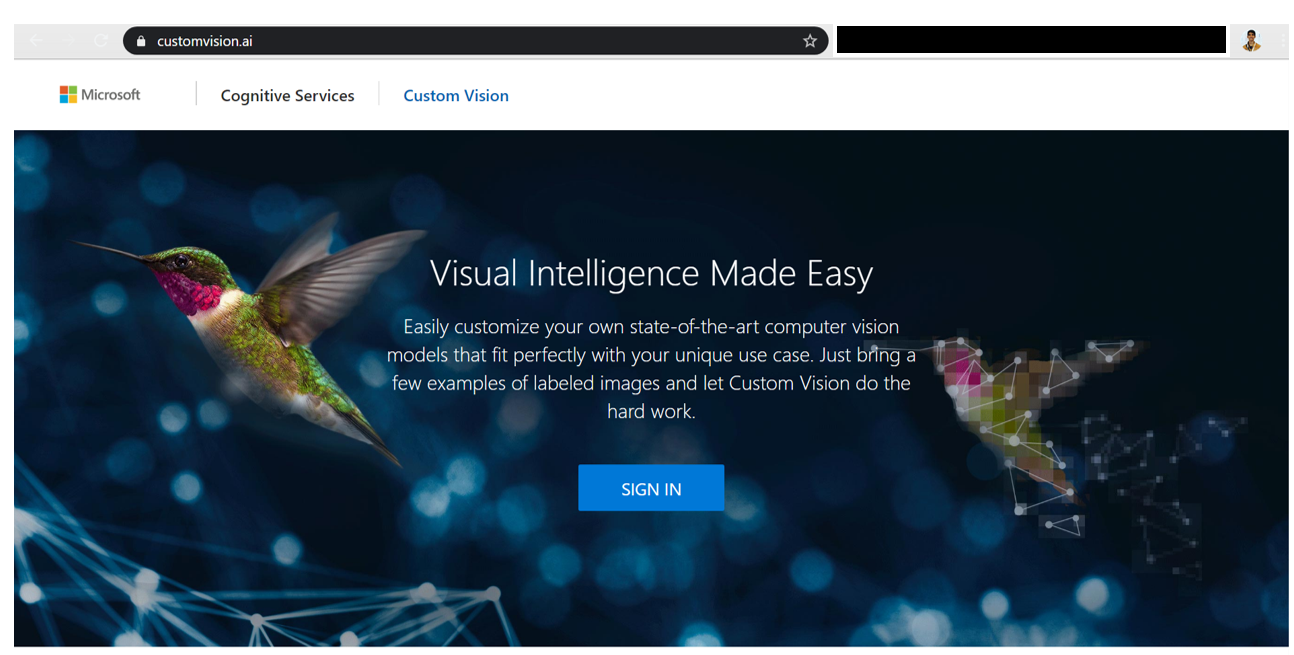 customvision.ai
Microsoft
Cognitive Services
Custom Vision
Visual Intelligence Made Easy
Easily customize your own state-of-the-art computer vision
models that fit perfectly with your unique use case. Just bring a
few examples of labeled images and let Custom Vision do the
hard work.
SIGN IN